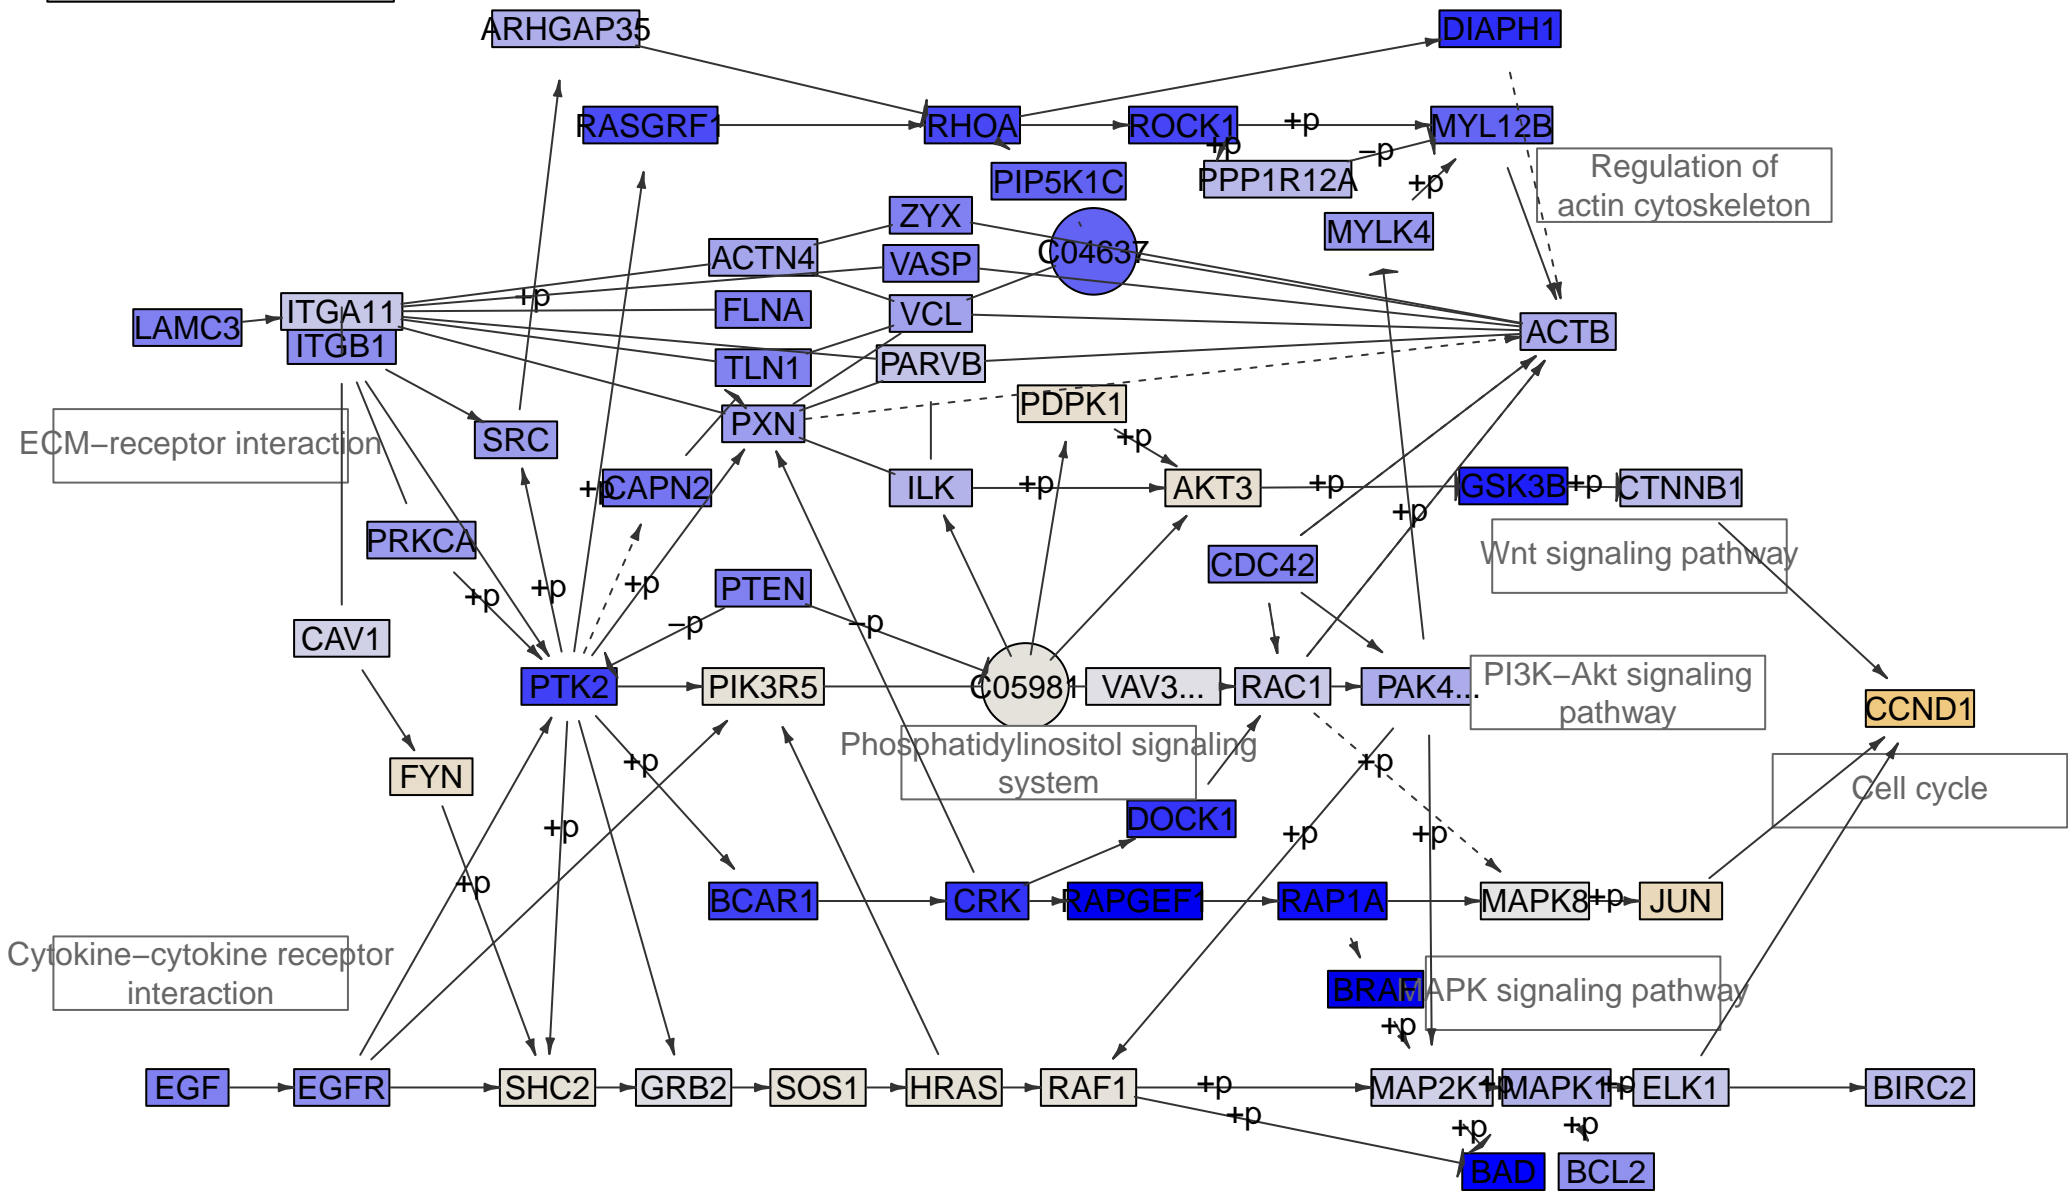 ARHGAP35
DIAPH1
RASGRF1
RHOA
ROCK1
+p
MYL12B
+p
−p
PIP5K1C
PPP1R12A
+p
Regulation of
actin cytoskeleton
ZYX
MYLK4
ACTN4
VASP
C04637
+p
ITGA11
FLNA
VCL
LAMC3
ITGB1
TLN1
PARVB
ACTB
PDPK1
PXN
ECM−receptor interaction
SRC
+p
+p
CAPN2
ILK
+p
AKT3
+p
GSK3B
+p
CTNNB1
+p
PRKCA
Wnt signaling pathway
CDC42
+p
+p
+p
PTEN
−p
−p
CAV1
PTK2
PIK3R5
C05981
VAV3...
RAC1
PAK4...
PI3K−Akt signaling
pathway
CCND1
Phosphatidylinositol signaling
system
FYN
+p
+p
Cell cycle
+p
DOCK1
+p
+p
+p
BCAR1
CRK
RAPGEF1
RAP1A
MAPK8
+p
JUN
Cytokine−cytokine receptor
interaction
BRAF
MAPK signaling pathway
+p
EGF
EGFR
SHC2
GRB2
SOS1
HRAS
RAF1
+p
MAP2K1
+p
MAPK1
+p
ELK1
BIRC2
+p
+p
+p
BAD
BCL2